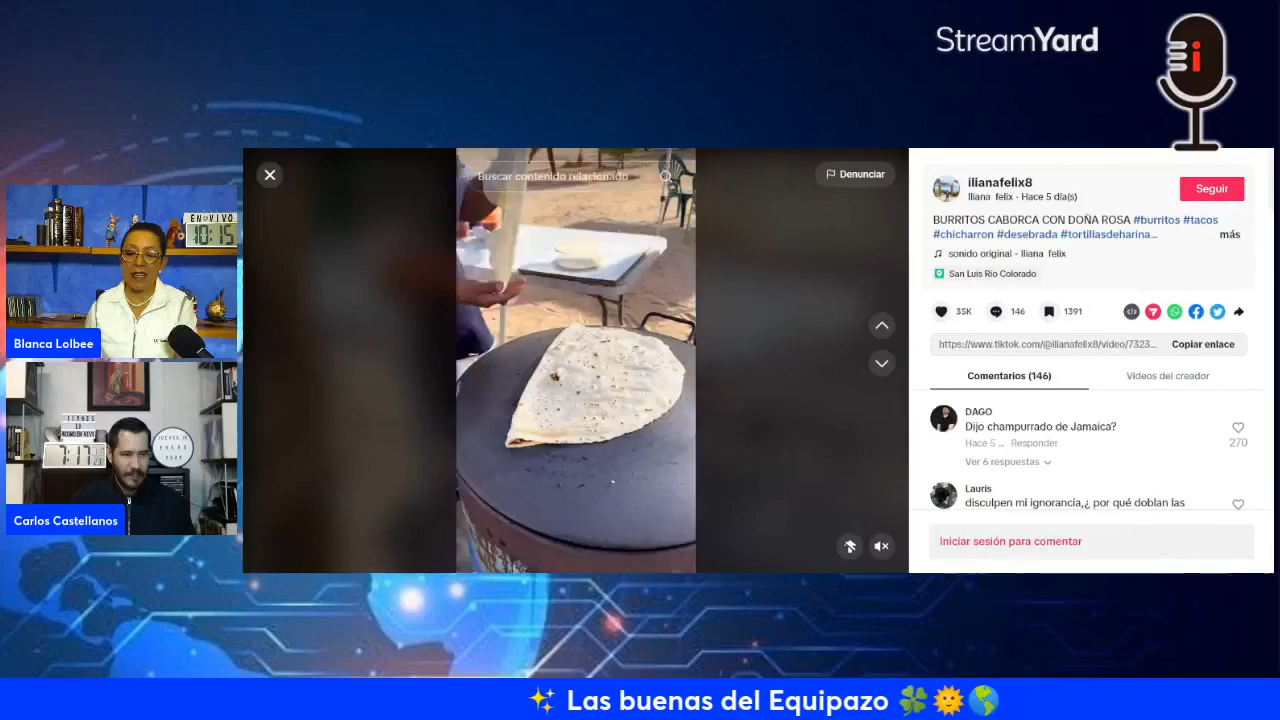 StreamYard
i
EN VIVO
10:15
Blanca Lolbee
7:17
Carlos Castellanos
Buscar contenido relacionado
Denunciar
ilianafelix8
Iliana felix · Hace 5 día(s)
Seguir
BURRITOS CABORCA CON DOÑA ROSA #burritos #tacos
#chicharron #desebrada #tortillasdeharina...
más
sonido original - Iliana felix
San Luis Río Colorado
35K
146
1391
https://www.tiktok.com/@ilianafelix8/video/7323...
Copiar enlace
Comentarios (146)
Videos del creador
DAGO
Dijo champurrado de Jamaica?
Hace 5 ...
Responder
270
Ver 6 respuestas
Lauris
disculpen mi ignorancia,¿ por qué doblan las
Iniciar sesión para comentar
✨ Las buenas del Equipazo 🍀🌞🌎